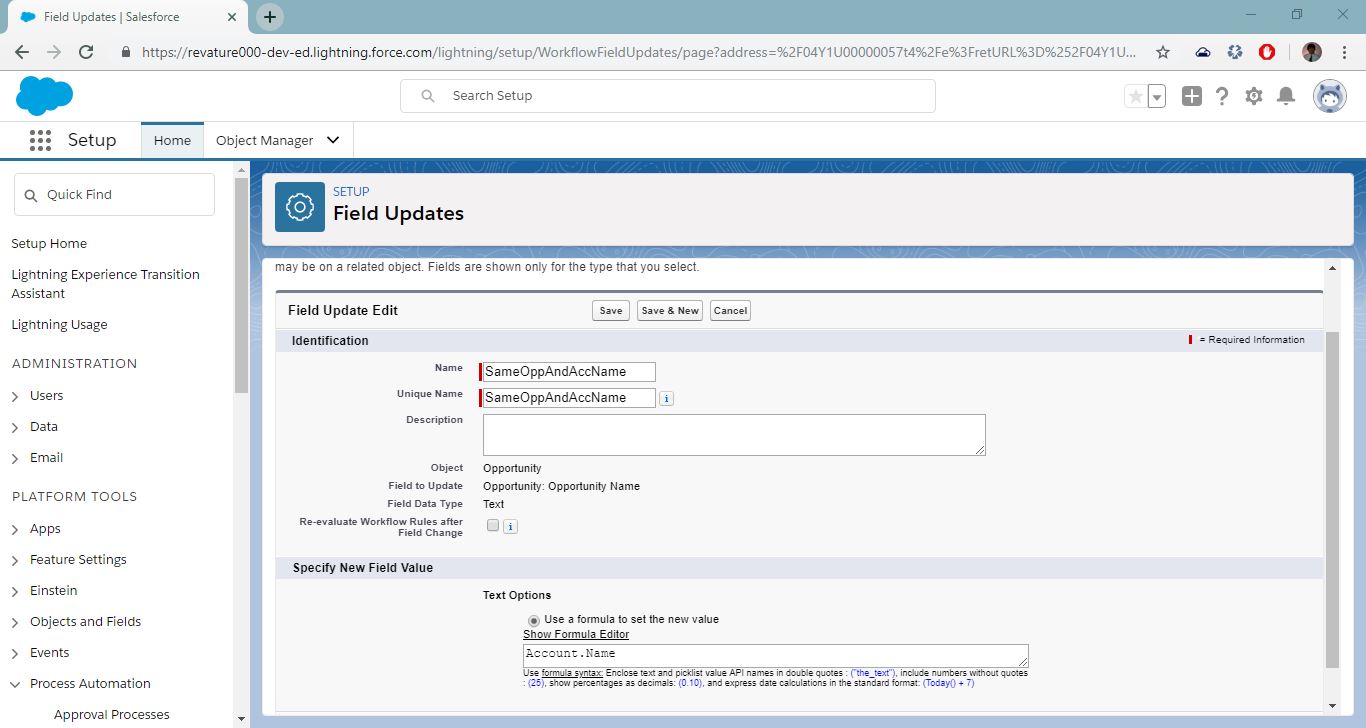 Field Updates | Salesforce
https://revature000-dev-ed.lightning.force.com/lightning/setup/WorkflowFieldUpdates/page?address=%2F04Y1U00000057t4%2Fe%3FretURL%3D%252F04Y1U...
Search Setup
Setup
Home
Object Manager
Quick Find
Setup Home
Lightning Experience Transition
Assistant
Lightning Usage
ADMINISTRATION
Users
Data
Email
PLATFORM TOOLS
Apps
Feature Settings
Einstein
Objects and Fields
Events
Process Automation
Approval Processes
SETUP
Field Updates
may be on a related object. Fields are shown only for the type that you select.
Field Update Edit
Save
Save & New
Cancel
Identification
= Required Information
Name
SameOppAndAccName
Unique Name
SameOppAndAccName
i
Description
Object
Opportunity
Field to Update
Opportunity: Opportunity Name
Field Data Type
Text
Re-evaluate Workflow Rules after
Field Change
i
Specify New Field Value
Text Options
Use a formula to set the new value
Show Formula Editor
Account.Name
Use formula syntax: Enclose text and picklist value API names in double quotes : ("the_text"), include numbers without quotes
: (25), show percentages as decimals: (0.10), and express date calculations in the standard format: (Today() + 7)